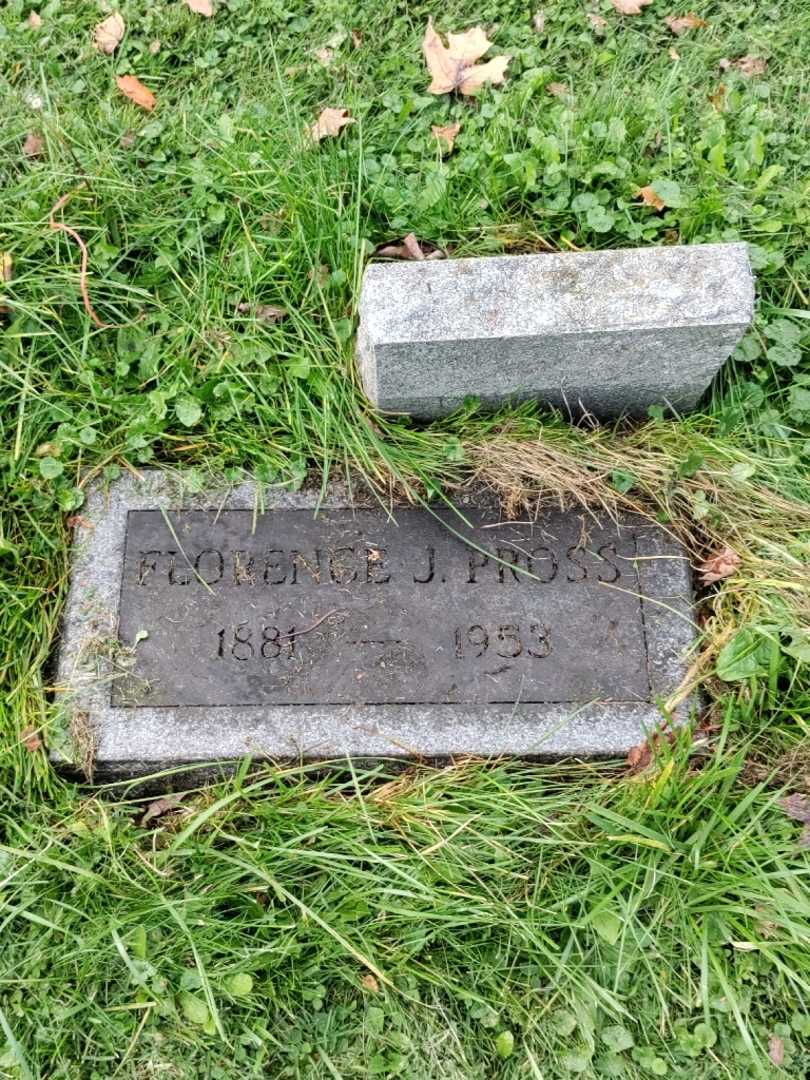 FLORENCE J. PROSS
1881 — 1953